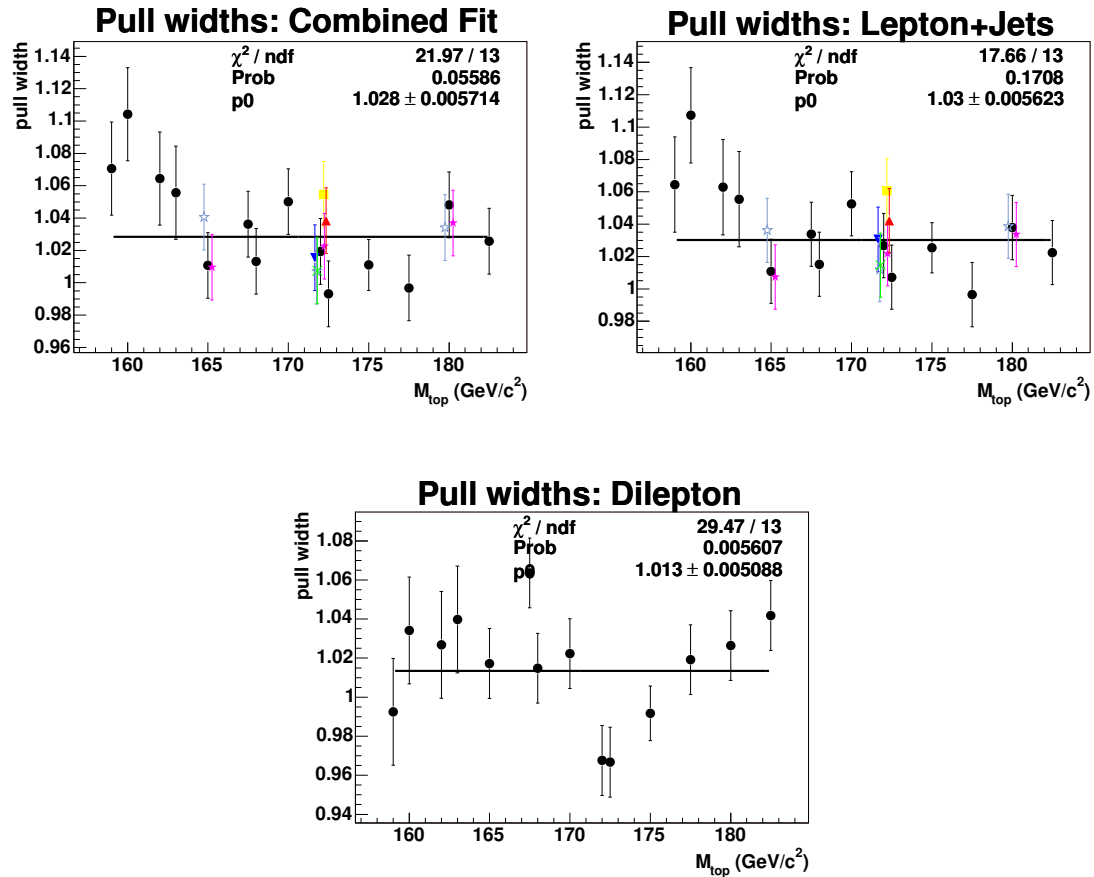 Pull widths: Combined Fit
χ² / ndf 21.97 / 13
Prob 0.05586
p0 1.028 ± 0.005714
pull width
1.14
1.12
1.1
1.08
1.06
1.04
1.02
1
0.98
0.96
160 165 170 175 180
M_top (GeV/c²)
Pull widths: Lepton+Jets
χ² / ndf 17.66 / 13
Prob 0.1708
p0 1.03 ± 0.005623
pull width
1.14
1.12
1.1
1.08
1.06
1.04
1.02
1
0.98
160 165 170 175 180
M_top (GeV/c²)
Pull widths: Dilepton
χ² / ndf 29.47 / 13
Prob 0.005607
p0 1.013 ± 0.005088
pull width
1.08
1.06
1.04
1.02
1
0.98
0.96
0.94
160 165 170 175 180
M_top (GeV/c²)